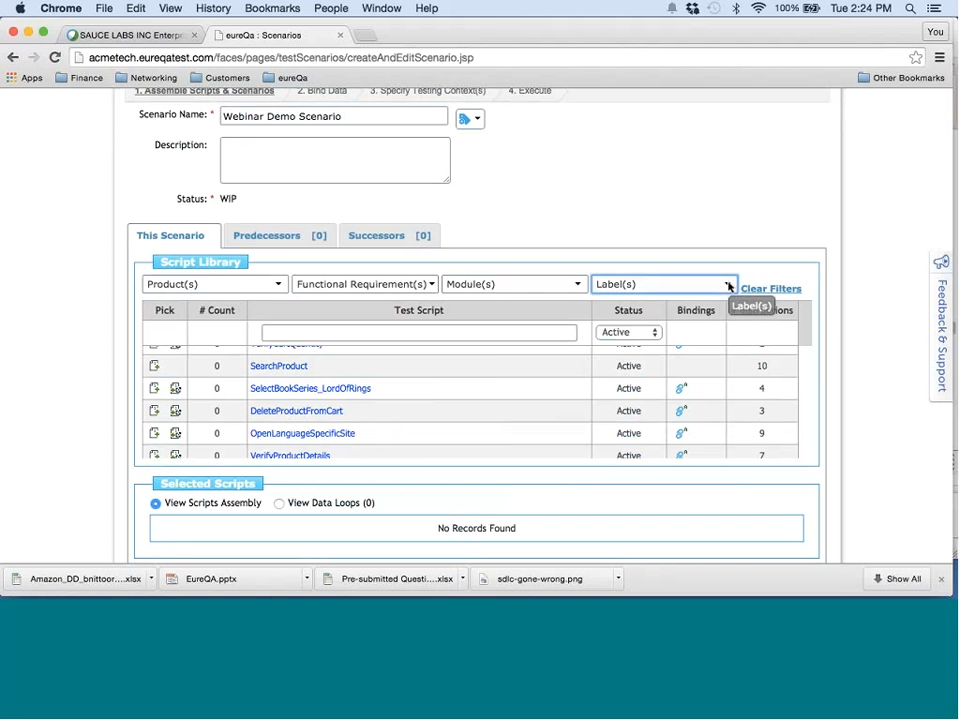 Chrome File Edit View History Bookmarks People Window Help 100% Tue 2:24 PM
SAUCE LABS INC Enterpr × eureQa : Scenarios × You
acmetech.eureqatest.com/faces/pages/testScenarios/createAndEditScenario.jsp
Apps Finance Networking Customers eureQa Other Bookmarks
1. Assemble Scripts & Scenarios 2. Bind Data 3. Specify Testing Context(s) 4. Execute
Scenario Name: * Webinar Demo Scenario
Description:
Status: * WIP
This Scenario Predecessors [0] Successors [0]
Script Library
Product(s) Functional Requirement(s) Module(s) Label(s) Clear Filters
Label(s)
Pick # Count Test Script Status Bindings
Active
SearchProduct Active 10
0
0 SelectBookSeries_LordOfRings Active 4
0 DeleteProductFromCart Active 3
0 OpenLanguageSpecificSite Active 9
0 VerifyProductDetails Active 7
Selected Scripts
View Scripts Assembly View Data Loops (0)
No Records Found
Feedback & Support
Amazon_DD_bnittoor....xlsx EureQA.pptx Pre-submitted Questi....xlsx sdlc-gone-wrong.png Show All ×